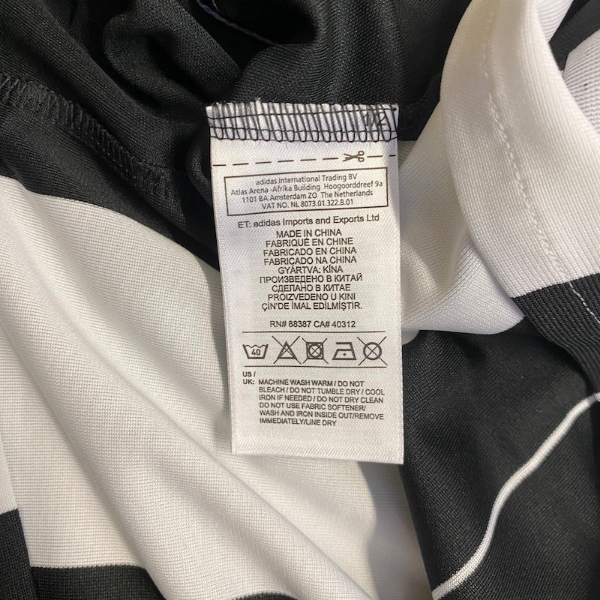 adidas International Trading BV
Atlas Arena -Afrika Building Hoogoorddreef 9a
1101 BA Amsterdam ZO The Netherlands
VAT NO. NL 8073.01.322.B.01
ET: adidas Imports and Exports Ltd
MADE IN CHINA
FABRIQUÉ EN CHINE
FABRICADO EN CHINA
FABRICADO NA CHINA
GYÁRTVA: KÍNA
ПРОИЗВЕДЕНО В КИТАЙ
СДЕЛАНО В КИТАЕ
PROIZVEDENO U KINI
ÇİN'DE İMAL EDİLMİŞTİR.
RN# 88387 CA# 40312
40
US /
UK: MACHINE WASH WARM / DO NOT
BLEACH / DO NOT TUMBLE DRY / COOL
IRON IF NEEDED / DO NOT DRY CLEAN
DO NOT USE FABRIC SOFTENER/
WASH AND IRON INSIDE OUT/REMOVE
IMMEDIATELY/LINE DRY